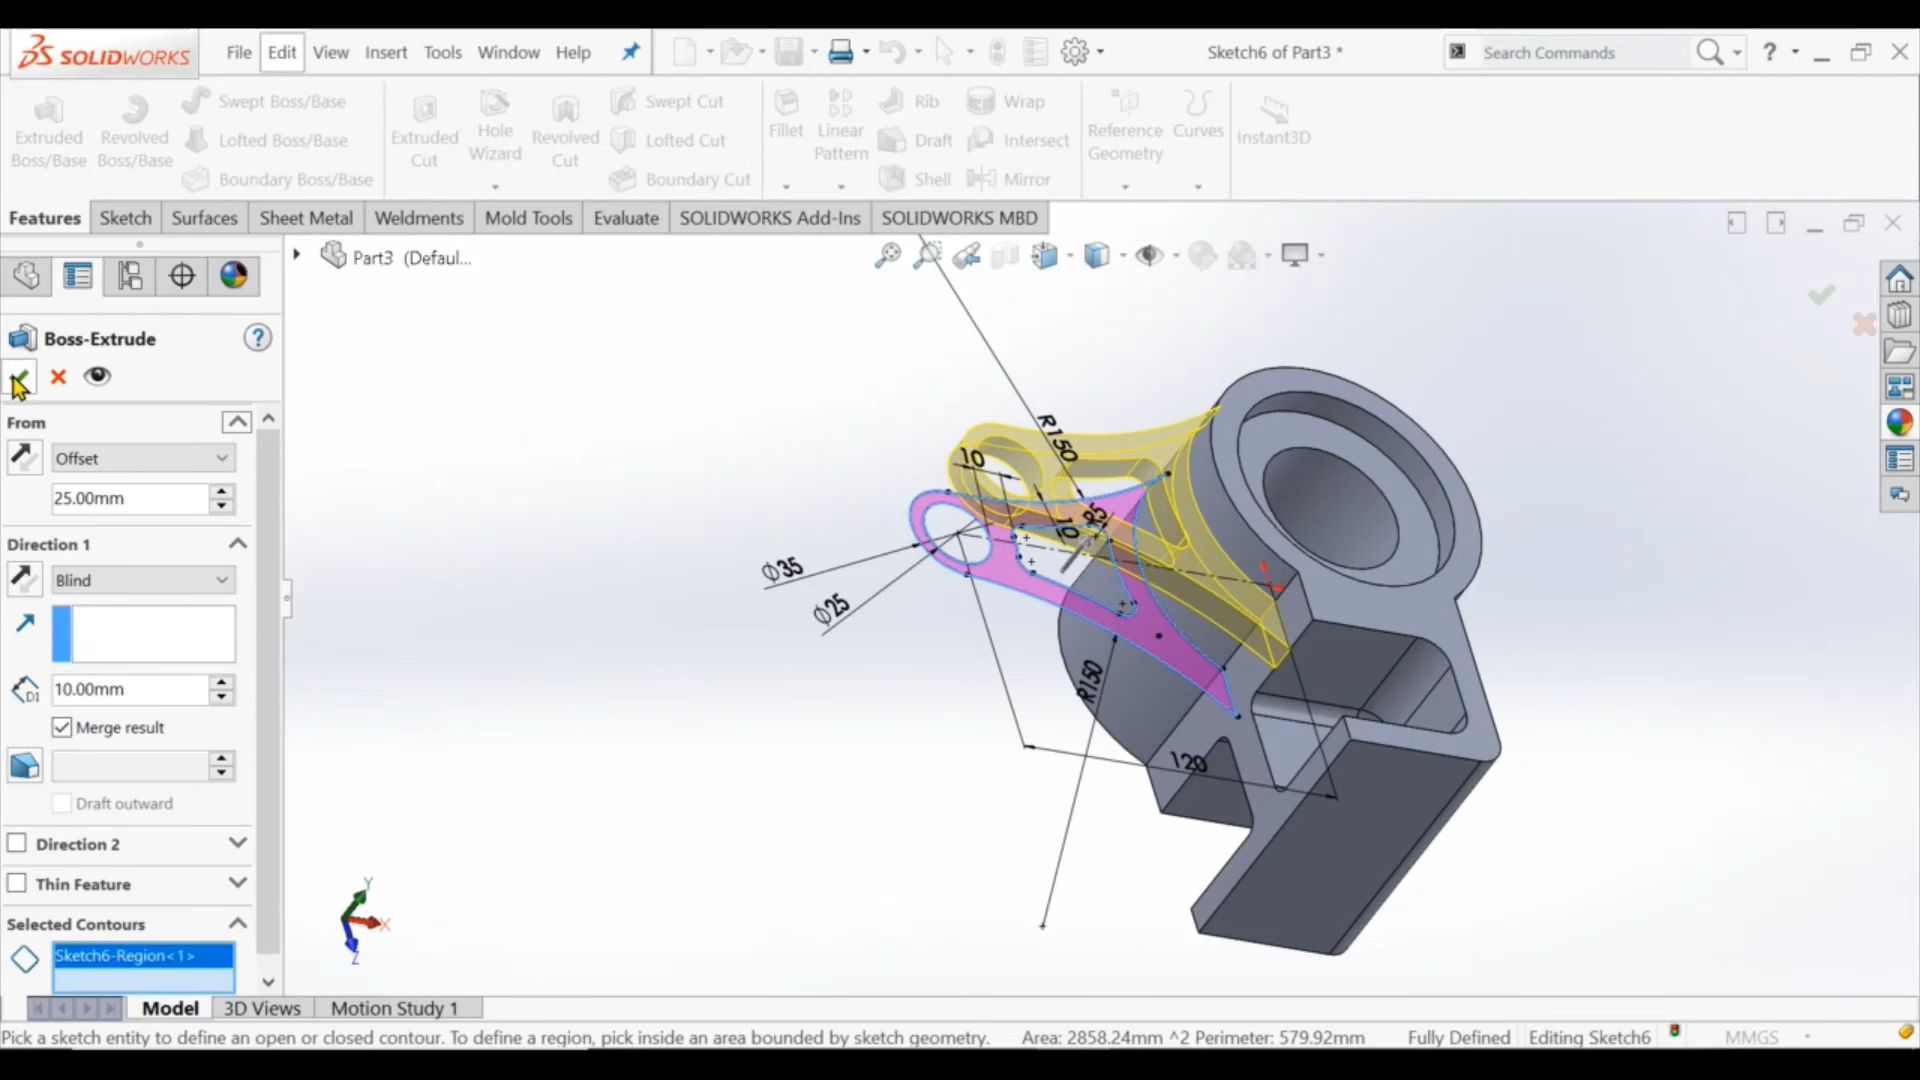 SOLIDWORKS File Edit View Insert Tools Window Help Sketch6 of Part3 * Search Commands ?
Extruded Boss/Base
Revolved Boss/Base
Swept Boss/Base
Lofted Boss/Base
Boundary Boss/Base
Extruded Cut
Hole Wizard
Revolved Cut
Swept Cut
Lofted Cut
Boundary Cut
Fillet
Linear Pattern
Rib
Draft
Shell
Wrap
Intersect
Mirror
Reference Geometry
Curves
Instant3D
Features Sketch Surfaces Sheet Metal Weldments Mold Tools Evaluate SOLIDWORKS Add-Ins SOLIDWORKS MBD
Part3 (Defaul...
Boss-Extrude ?
From
Offset
25.00mm
Direction 1
Blind
D1 10.00mm
Merge result
Draft outward
Direction 2
Thin Feature
Selected Contours
Sketch6-Region<1>
R150
10
R5
10
Φ35
Φ25
R150
120
Y
X
Z
Model 3D Views Motion Study 1
Pick a sketch entity to define an open or closed contour. To define a region, pick inside an area bounded by sketch geometry. Area: 2858.24mm ^2 Perimeter: 579.92mm Fully Defined Editing Sketch6 MMGS